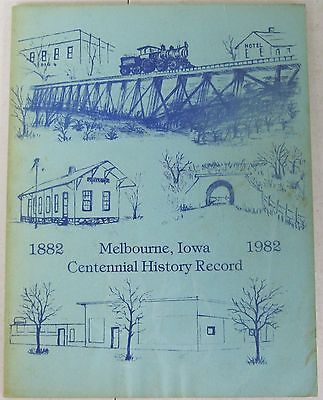 HOTEL
1882 Melbourne, Iowa 1982
Centennial History Record